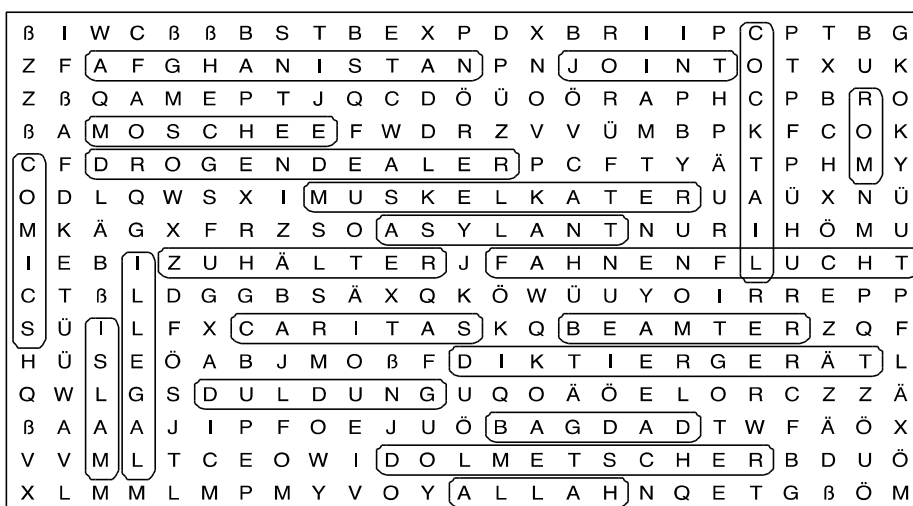 ß I W C ß ß B S T B E X P D X B R I I P C P T B G
Z F A F G H A N I S T A N P N J O I N T O T X U K
Z ß Q A M E P T J Q C D Ö Ü O Ö R A P H C P B R O
ß A M O S C H E E F W D R Z V V Ü M B P K F C O K
C F D R O G E N D E A L E R P C F T Y Ä T P H M Y
O D L Q W S X I M U S K E L K A T E R U A Ü X N Ü
M K Ä G X F R Z S O A S Y L A N T N U R I H Ö M U
I E B I Z U H Ä L T E R J F A H N E N F L U C H T
C T ß L D G G B S Ä X Q K Ö W Ü U Y O I R R E P P
S Ü I L F X C A R I T A S K Q B E A M T E R Z Q F
H Ü S E Ö A B J M O ß F D I K T I E R G E R Ä T L
Q W L G S D U L D U N G U Q O Ä Ö E L O R C Z Z Ä
ß A A A J I P F O E J U Ö B A G D A D T W F Ä Ö X
V V M L T C E O W I D O L M E T S C H E R B D U Ö
X L M M L M P M Y V O Y A L L A H N Q E T G ß Ö M